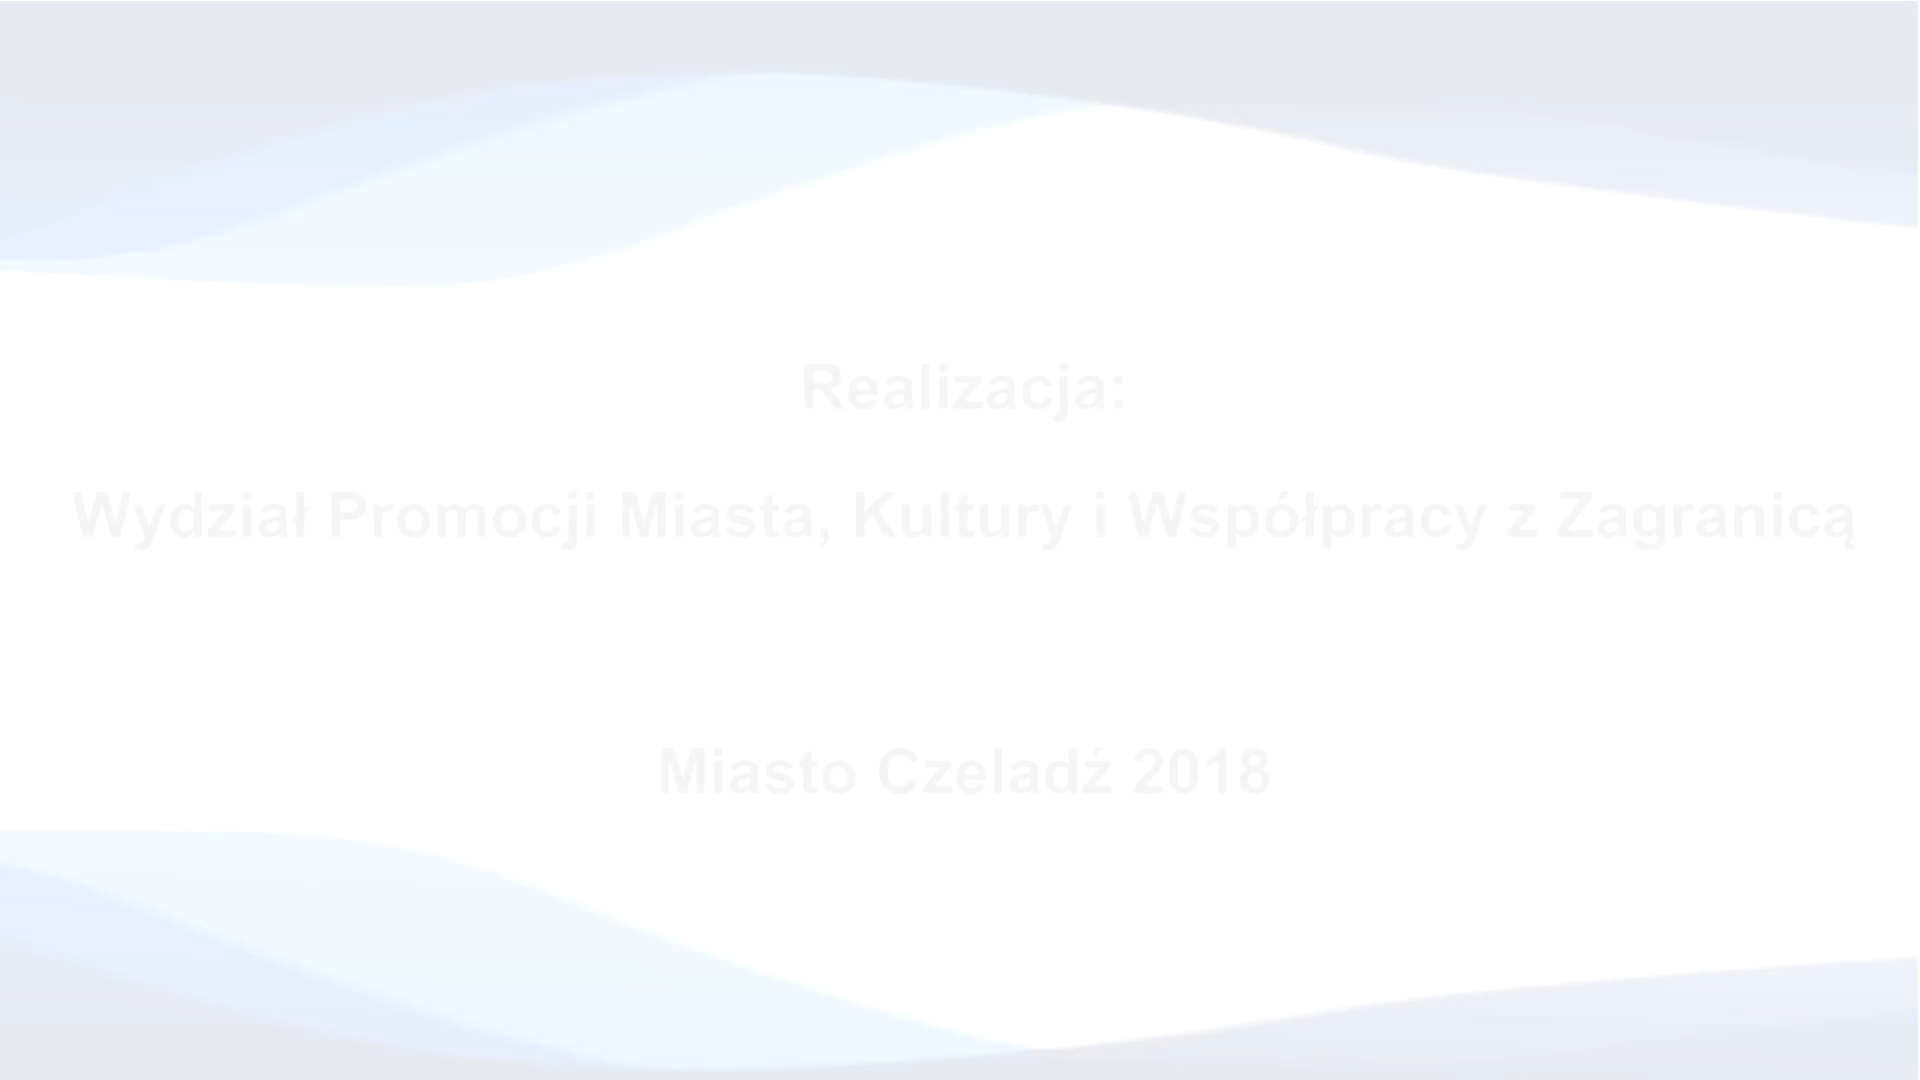 Realizacja:
Wydział Promocji Miasta, Kultury i Współpracy z Zagranicą
Miasto Czeladź 2018